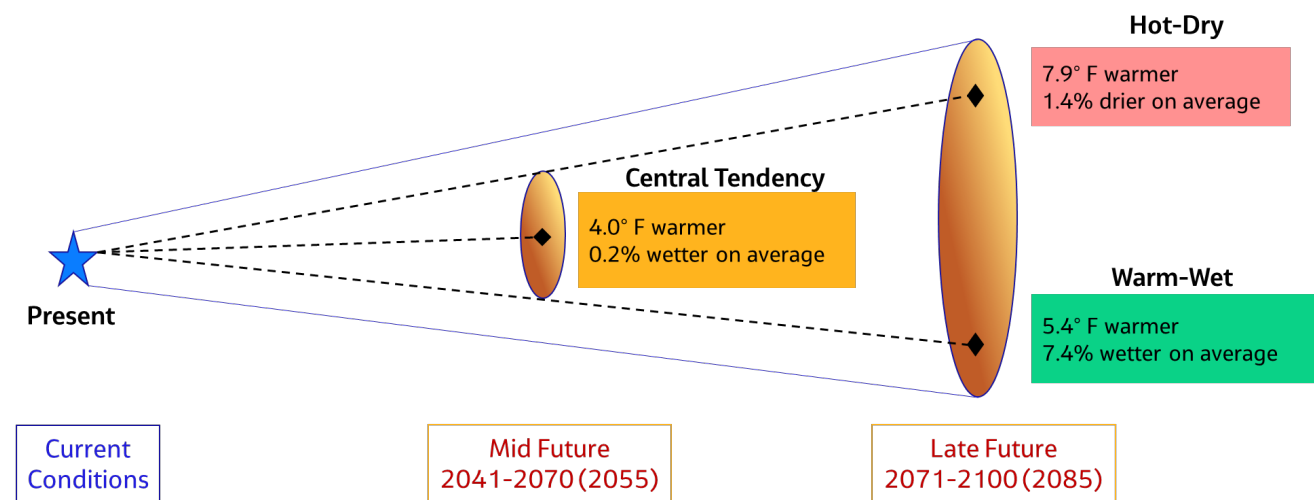 Hot-Dry
7.9° F warmer
1.4% drier on average
Central Tendency
4.0° F warmer
0.2% wetter on average
Present
Warm-Wet
5.4° F warmer
7.4% wetter on average
Current
Conditions
Mid Future
2041-2070 (2055)
Late Future
2071-2100 (2085)